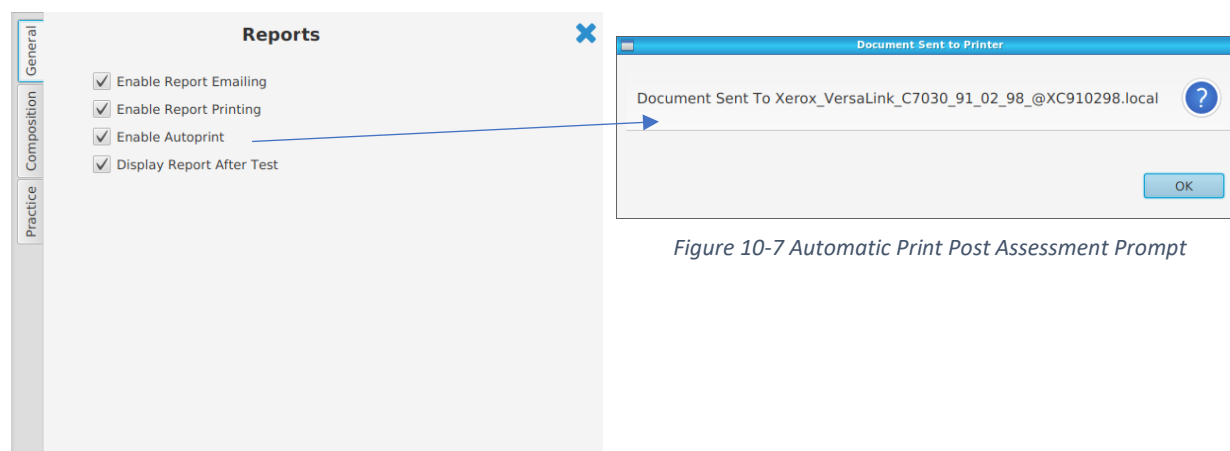 General
Composition
Practice
Reports
Enable Report Emailing
Enable Report Printing
Enable Autoprint
Display Report After Test
Document Sent to Printer
Document Sent To Xerox_VersaLink_C7030_91_02_98_@XC910298.local
?
OK
Figure 10-7 Automatic Print Post Assessment Prompt